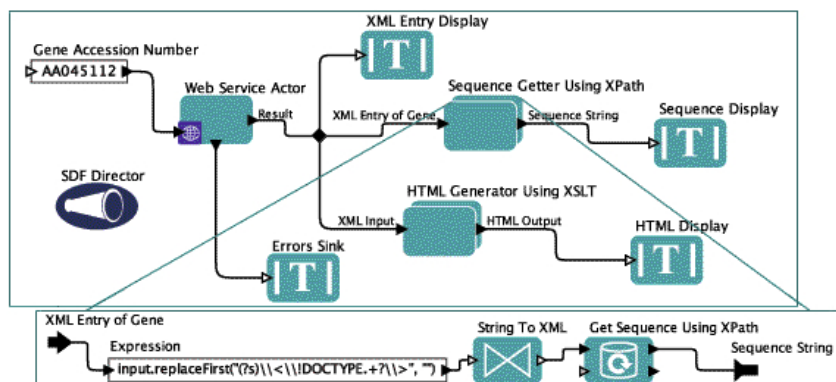 XML Entry Display
T
Gene Accession Number
AA045112
Web Service Actor
Result
Sequence Getter Using XPath
XML Entry of Gene
Sequence String
Sequence Display
T
SDF Director
HTML Generator Using XSLT
XML Input
HTML Output
HTML Display
T
Errors Sink
T
XML Entry of Gene
Expression
input.replaceFirst("(?s)\\<\\!DOCTYPE.+?\\>", "")
String To XML
Get Sequence Using XPath
Sequence String